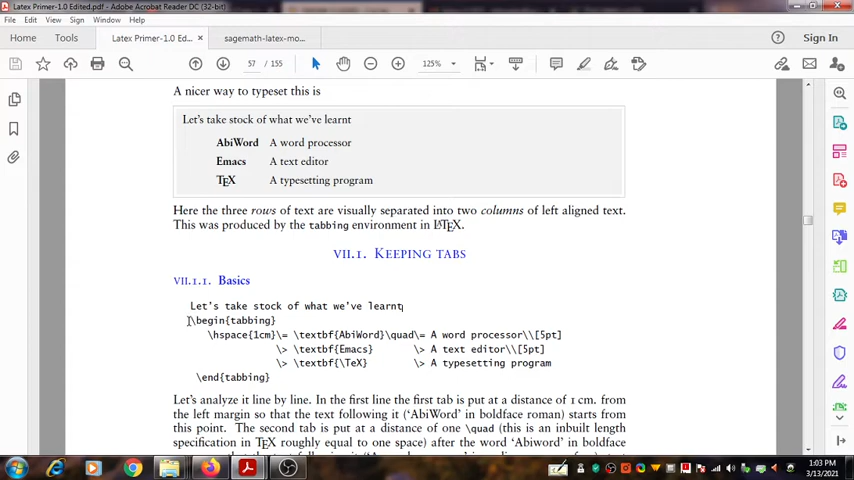 Latex Primer-1.0 Edited.pdf - Adobe Acrobat Reader DC (32-bit)
File Edit View Sign Window Help
Home Tools Latex Primer-1.0 Ed... × sagemath-latex-mo... Sign In
57 / 155 125%
A nicer way to typeset this is
Let's take stock of what we've learnt
AbiWord A word processor
Emacs A text editor
TEX A typesetting program
Here the three rows of text are visually separated into two columns of left aligned text.
This was produced by the tabbing environment in LATEX.
VII.1. KEEPING TABS
VII.1.1. Basics
Let's take stock of what we've learnt
\begin{tabbing}
\hspace{1cm}\= \textbf{AbiWord}\quad\= A word processor\\[5pt]
\> \textbf{Emacs} \> A text editor\\[5pt]
\> \textbf{\TeX} \> A typesetting program
\end{tabbing}
Let's analyze it line by line. In the first line the first tab is put at a distance of 1 cm. from
the left margin so that the text following it ('AbiWord' in boldface roman) starts from
this point. The second tab is put at a distance of one \quad (this is an inbuilt length
specification in TEX roughly equal to one space) after the word 'Abiword' in boldface
1:03 PM
3/13/2021